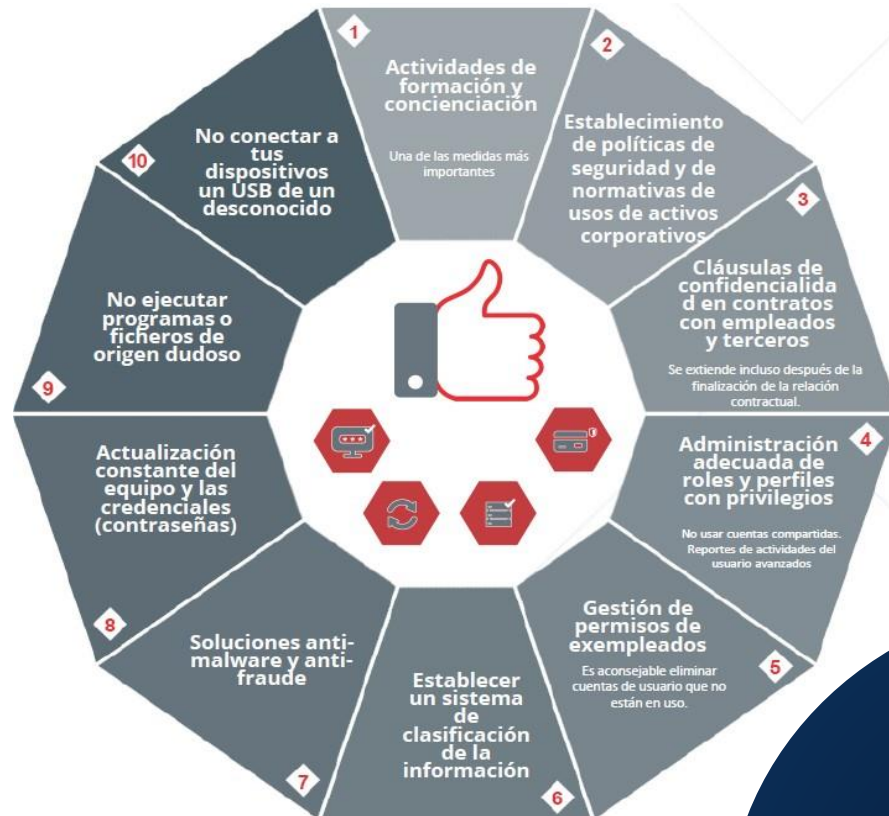 1
Actividades de
formación y
concienciación
Una de las medidas más
importantes
2
Establecimiento
de políticas de
seguridad y de
normativas de
usos de activos
corporativos
3
Cláusulas de
confidencialida
d en contratos
con empleados
y terceros
Se extiende incluso después de la
finalización de la relación
contractual.
4
Administración
adecuada de
roles y perfiles
con privilegios
No usar cuentas compartidas.
Reportes de actividades del
usuario avanzados
5
Gestión de
permisos de
exempleados
Es aconsejable eliminar
cuentas de usuario que no
están en uso.
6
Establecer
un sistema
de
clasificación
de la
información
7
Soluciones anti-
malware y anti-
fraude
8
Actualización
constante del
equipo y las
credenciales
(contraseñas)
9
No ejecutar
programas o
ficheros de
origen dudoso
10
No conectar a
tus
dispositivos
un USB de un
desconocido